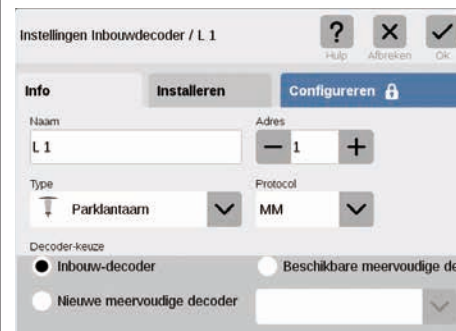 Instellingen Inbouwdecoder / L 1
?
Hulp
Afbreken
Ok
Info
Installeren
Configureren
Naam
L 1
Adres
1
Type
Parklantaarn
Protocol
MM
Decoder-keuze
Inbouw-decoder
Beschikbare meervoudige de
Nieuwe meervoudige decoder